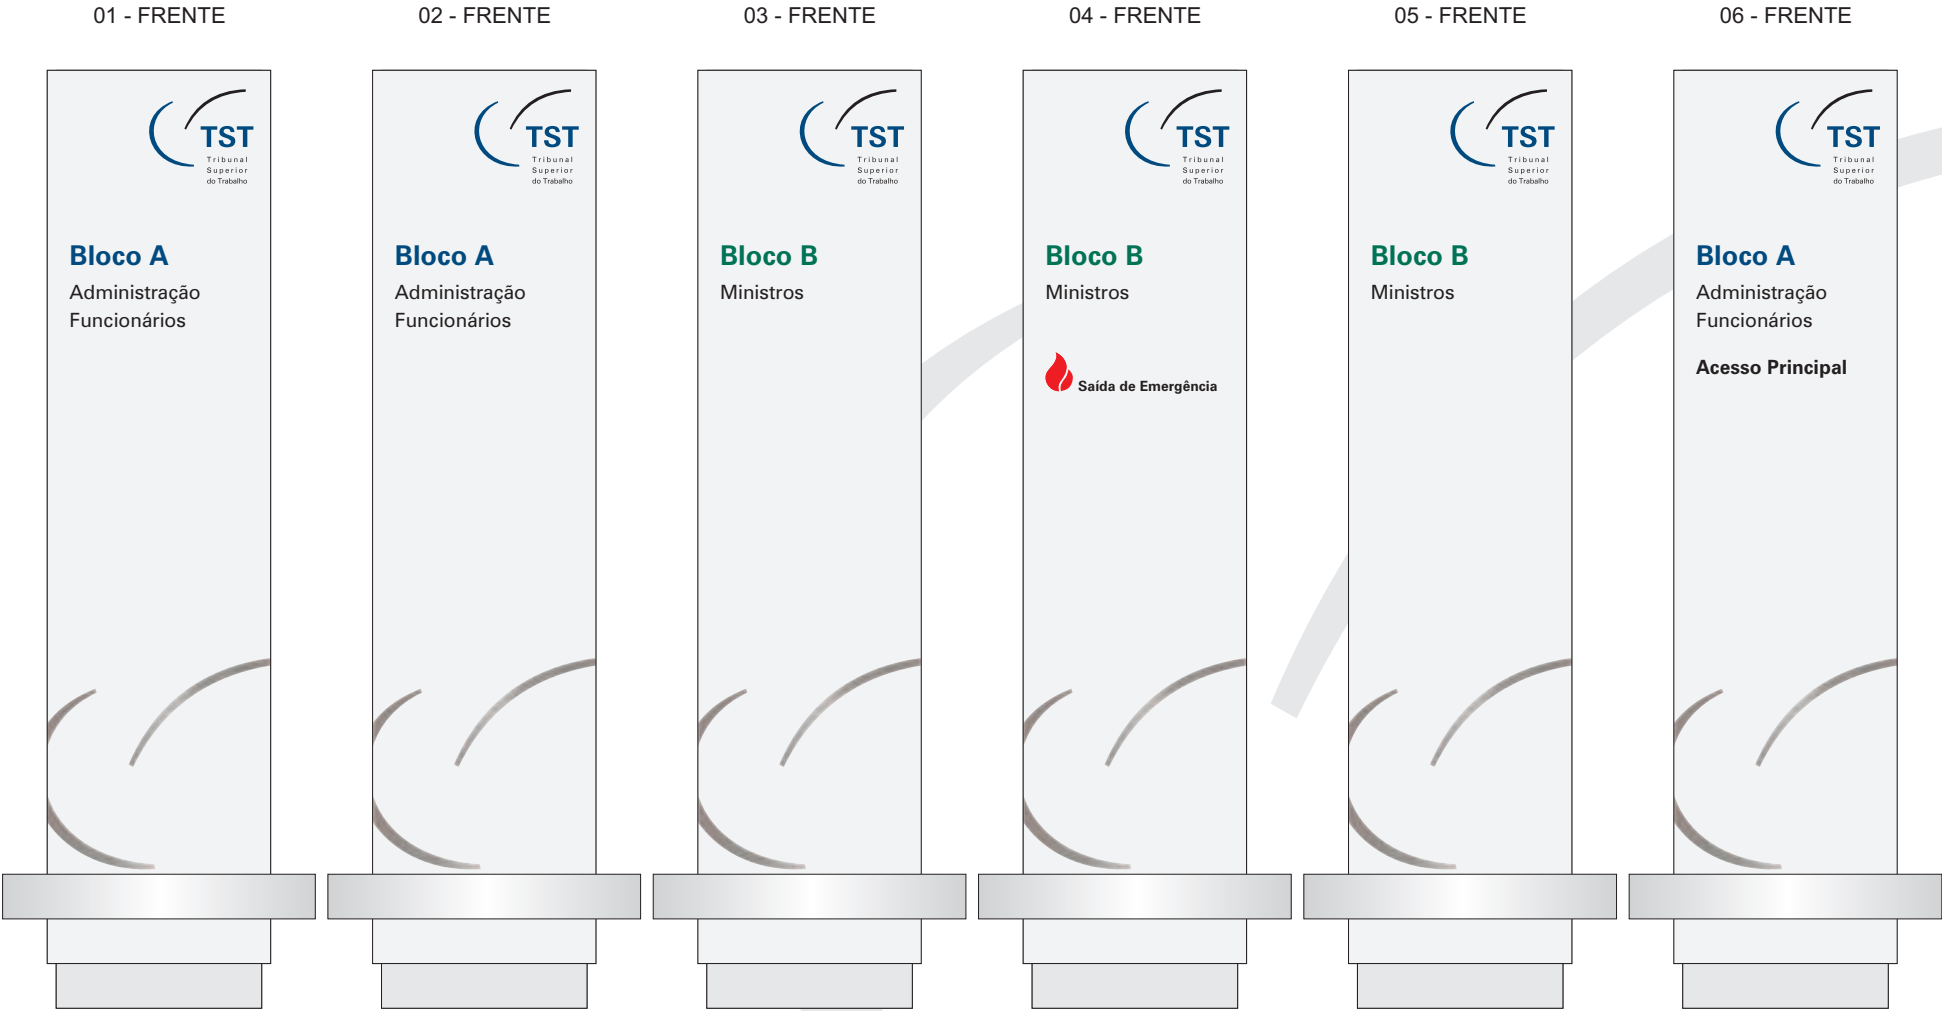 01 - FRENTE
02 - FRENTE
03 - FRENTE
04 - FRENTE
05 - FRENTE
06 - FRENTE
TST
Tribunal
Superior
do Trabalho
Bloco A
Administração
Funcionários
TST
Tribunal
Superior
do Trabalho
Bloco A
Administração
Funcionários
TST
Tribunal
Superior
do Trabalho
Bloco B
Ministros
TST
Tribunal
Superior
do Trabalho
Bloco B
Ministros
Saída de Emergência
TST
Tribunal
Superior
do Trabalho
Bloco B
Ministros
TST
Tribunal
Superior
do Trabalho
Bloco A
Administração
Funcionários
Acesso Principal